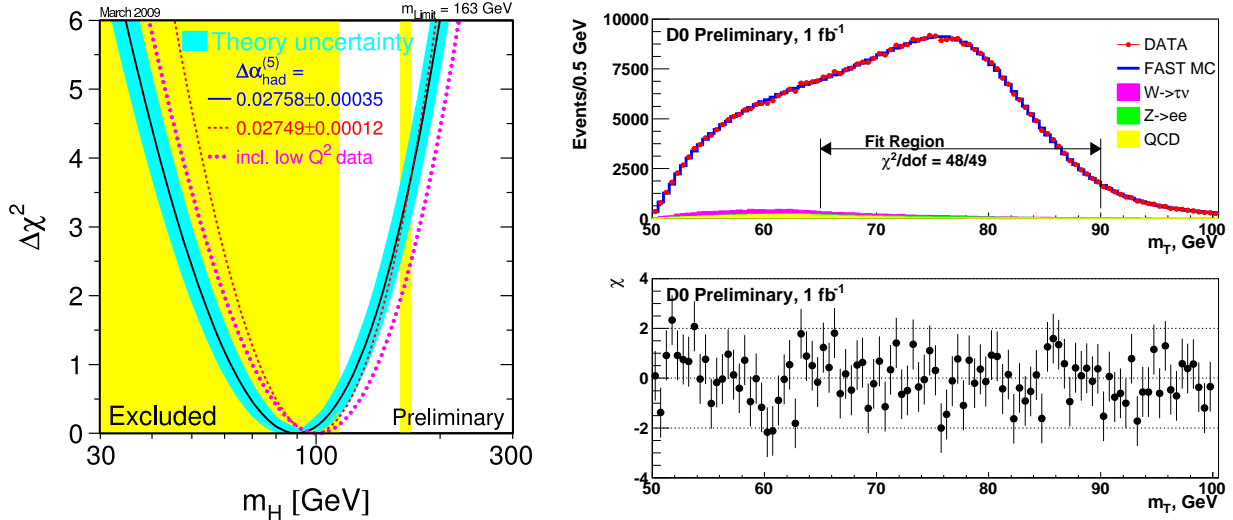 March 2009
m_Limit = 163 GeV
6
5
4
3
2
1
0
Δχ²
Theory uncertainty
Δα_had^(5) =
0.02758±0.00035
0.02749±0.00012
incl. low Q² data
Excluded
Preliminary
30
100
300
m_H [GeV]
10000
7500
5000
2500
0
Events/0.5 GeV
D0 Preliminary, 1 fb⁻¹
DATA
FAST MC
W->τν
Z->ee
QCD
Fit Region
χ²/dof = 48/49
50
60
70
80
90
100
m_T, GeV
4
2
0
-2
-4
χ
D0 Preliminary, 1 fb⁻¹
50
60
70
80
90
100
m_T, GeV